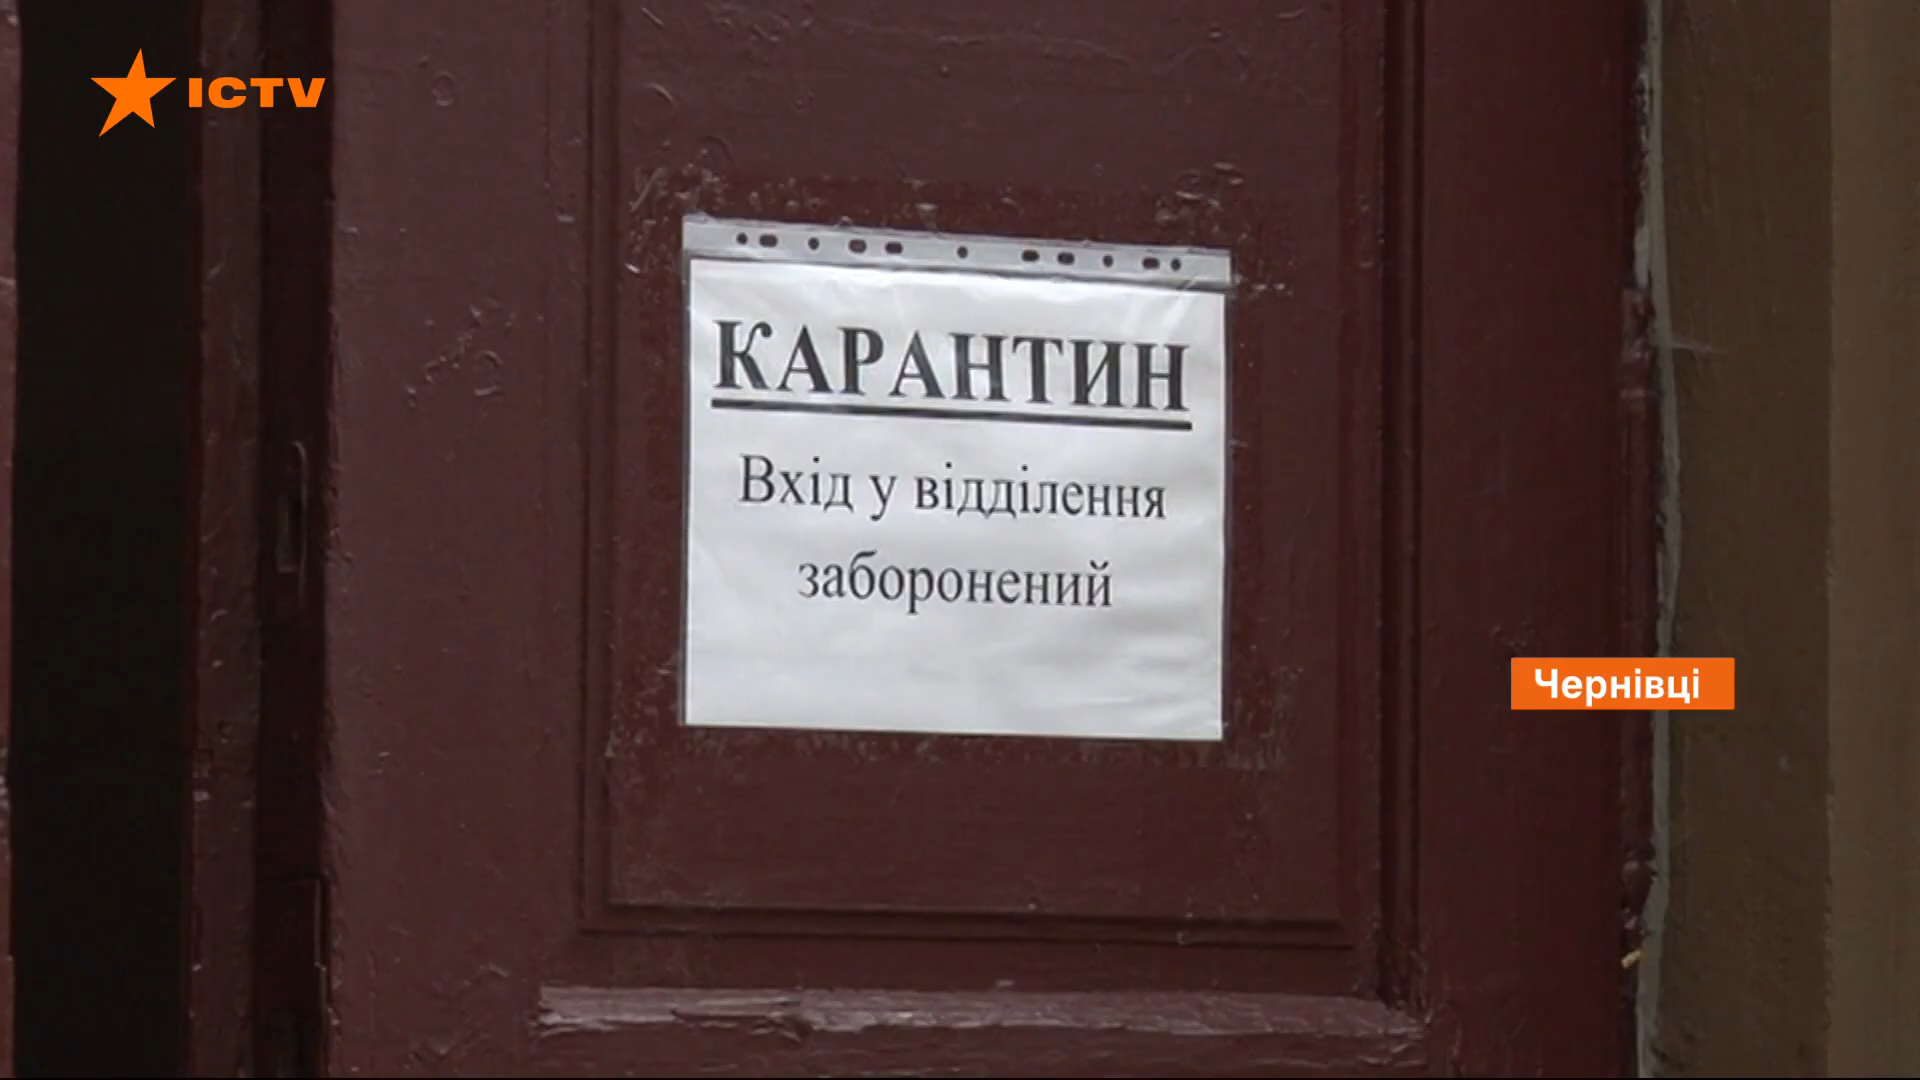 ICTV
КАРАНТИН
Вхід у відділення
заборонений
Чернівці